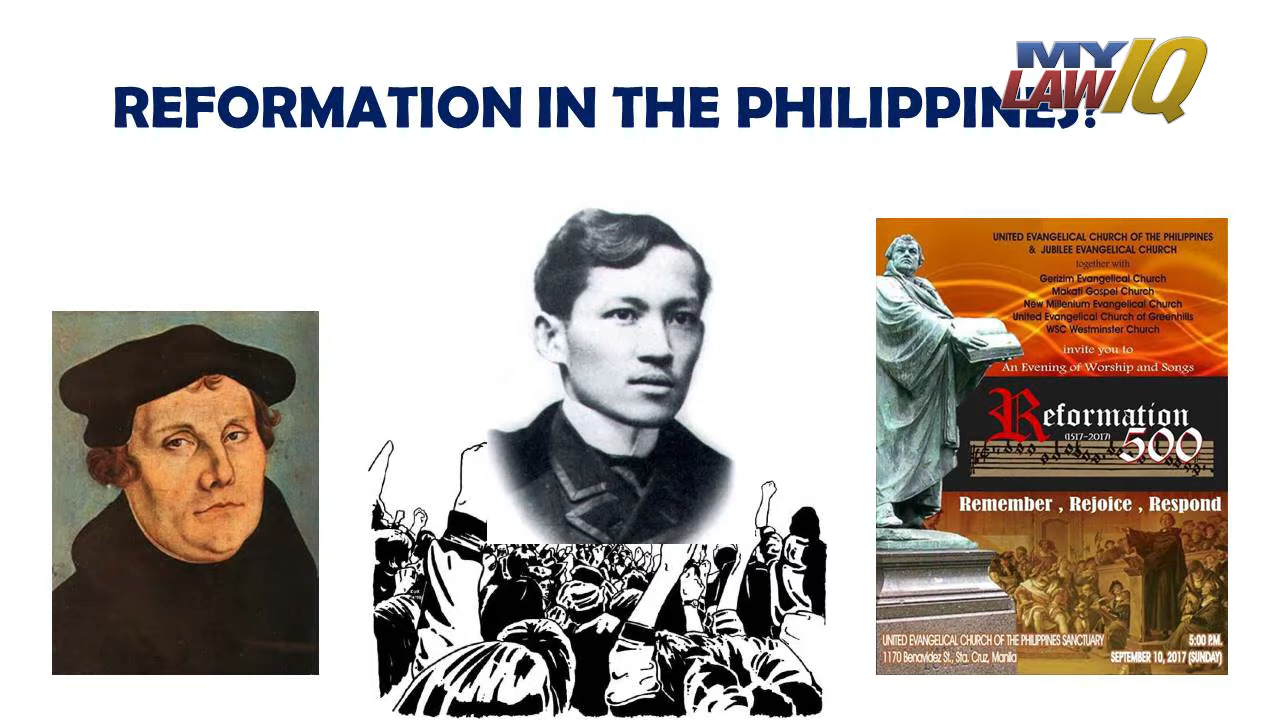 MY
LAW IQ
REFORMATION IN THE PHILIPPINES?
UNITED EVANGELICAL CHURCH OF THE PHILIPPINES
& JUBILEE EVANGELICAL CHURCH
together with
Gerizim Evangelical Church
Makati Gospel Church
New Millenium Evangelical Church
United Evangelical Church of Greenhills
WSC Westminster Church
invite you to
An Evening of Worship and Songs
Reformation
(1517-2017) 500
Remember , Rejoice , Respond
UNITED EVANGELICAL CHURCH OF THE PHILIPPINES SANCTUARY 5:00 P.M.
1170 Benavidez St., Sta. Cruz, Manila SEPTEMBER 10, 2017 (SUNDAY)